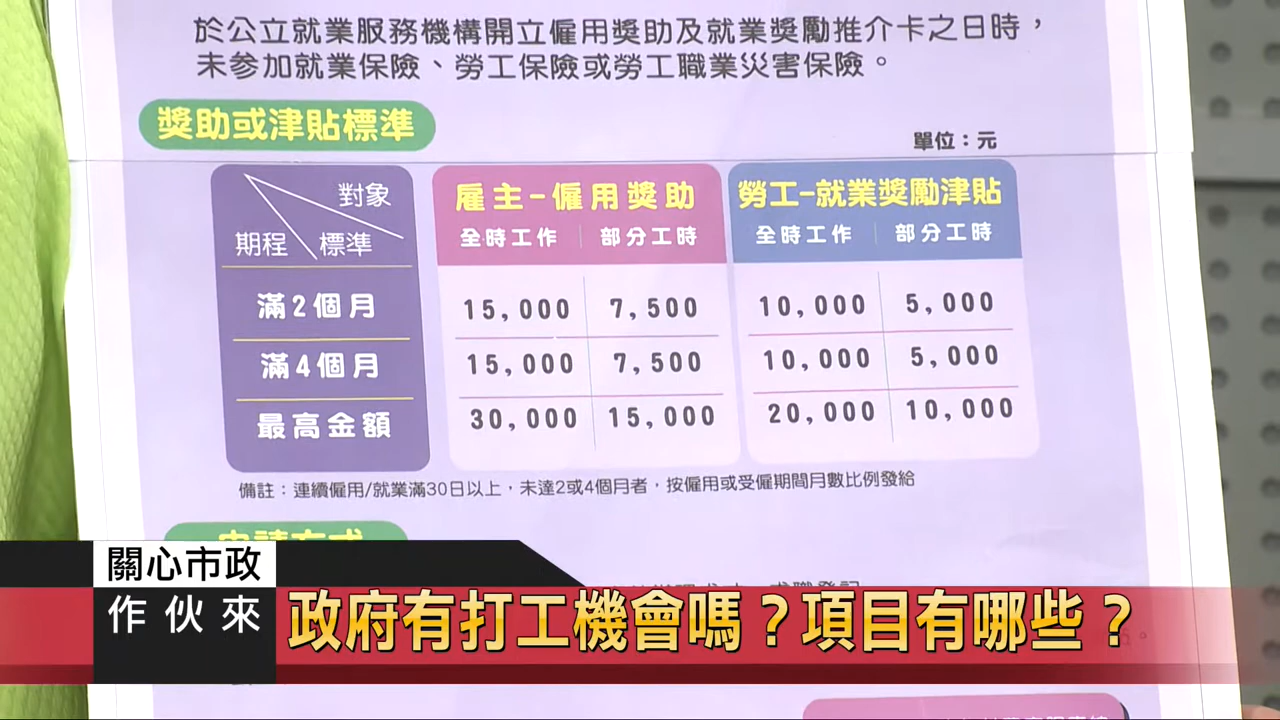 於公立就業服務機構開立僱用獎助及就業獎勵推介卡之日時，
未參加就業保險、勞工保險或勞工職業災害保險。
獎助或津貼標準
單位：元
對象
期程 標準
雇主-僱用獎助 勞工-就業獎勵津貼
全時工作 部分工時 全時工作 部分工時
滿2個月 15,000 7,500 10,000 5,000
滿4個月 15,000 7,500 10,000 5,000
最高金額 30,000 15,000 20,000 10,000
備註：連續僱用/就業滿30日以上，未達2或4個月者，按僱用或受僱期間月數比例發給
申請方式
關心市政
作伙來
政府有打工機會嗎？項目有哪些？